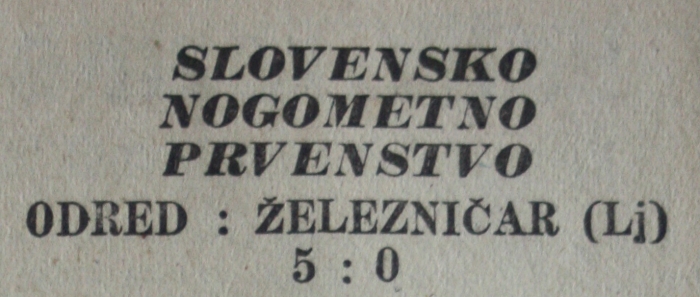 SLOVENSKO
NOGOMETNO
PRVENSTVO
ODRED : ŽELEZNIČAR (Lj)
5 : 0